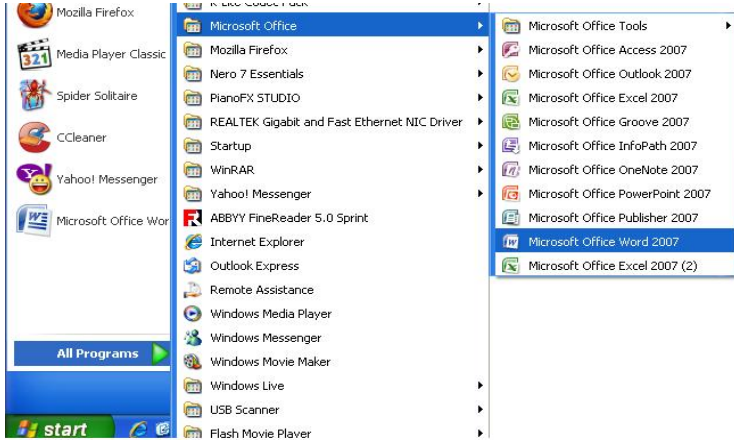 Mozilla Firefox
Media Player Classic
321
Spider Solitaire
CCleaner
Yahoo! Messenger
Microsoft Office Wor
All Programs
start
K-Lite Codec Pack
Microsoft Office
Mozilla Firefox
Nero 7 Essentials
PianoFX STUDIO
REALTEK Gigabit and Fast Ethernet NIC Driver
Startup
WinRAR
Yahoo! Messenger
ABBYY FineReader 5.0 Sprint
Internet Explorer
Outlook Express
Remote Assistance
Windows Media Player
Windows Messenger
Windows Movie Maker
Windows Live
USB Scanner
Flash Movie Player
Microsoft Office Tools
Microsoft Office Access 2007
Microsoft Office Outlook 2007
Microsoft Office Excel 2007
Microsoft Office Groove 2007
Microsoft Office InfoPath 2007
Microsoft Office OneNote 2007
Microsoft Office PowerPoint 2007
Microsoft Office Publisher 2007
Microsoft Office Word 2007
Microsoft Office Excel 2007 (2)